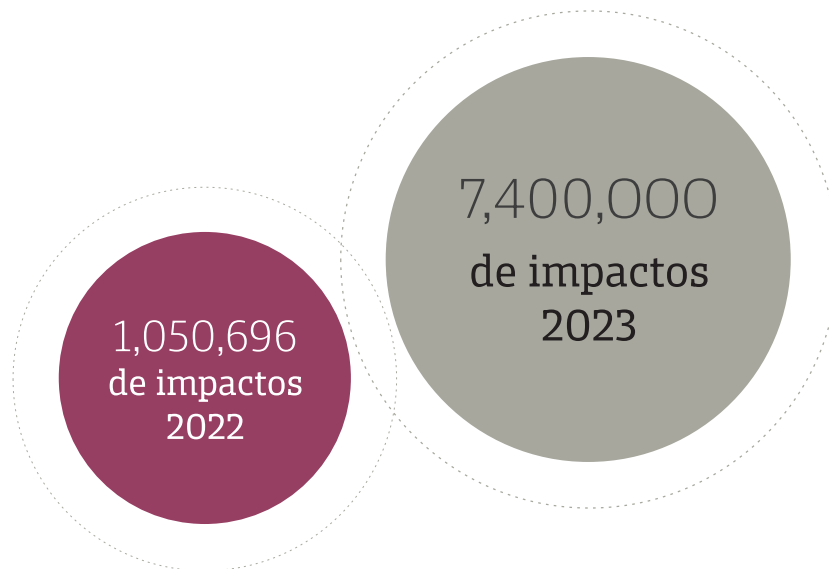 1,050,696
de impactos
2022
7,400,000
de impactos
2023